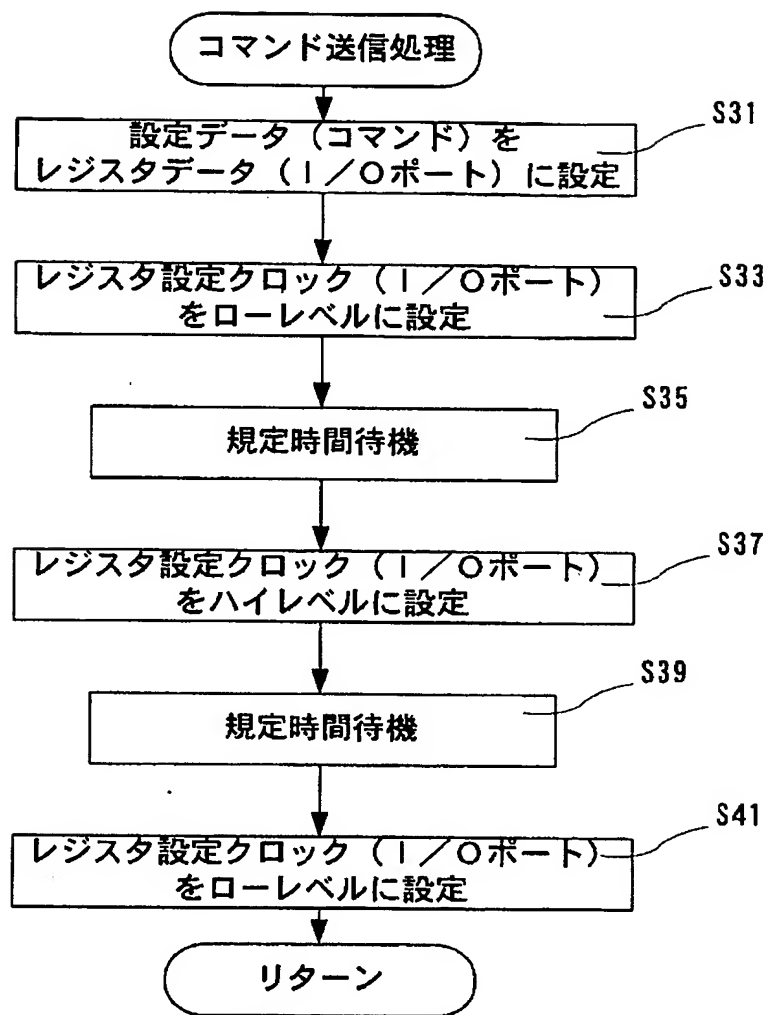 コマンド送信処理
S31
設定データ（コマンド）を
レジスタデータ（I／Oポート）に設定
S33
レジスタ設定クロック（I／Oポート）
をローレベルに設定
S35
規定時間待機
S37
レジスタ設定クロック（I／Oポート）
をハイレベルに設定
S39
規定時間待機
S41
レジスタ設定クロック（I／Oポート）
をローレベルに設定
リターン